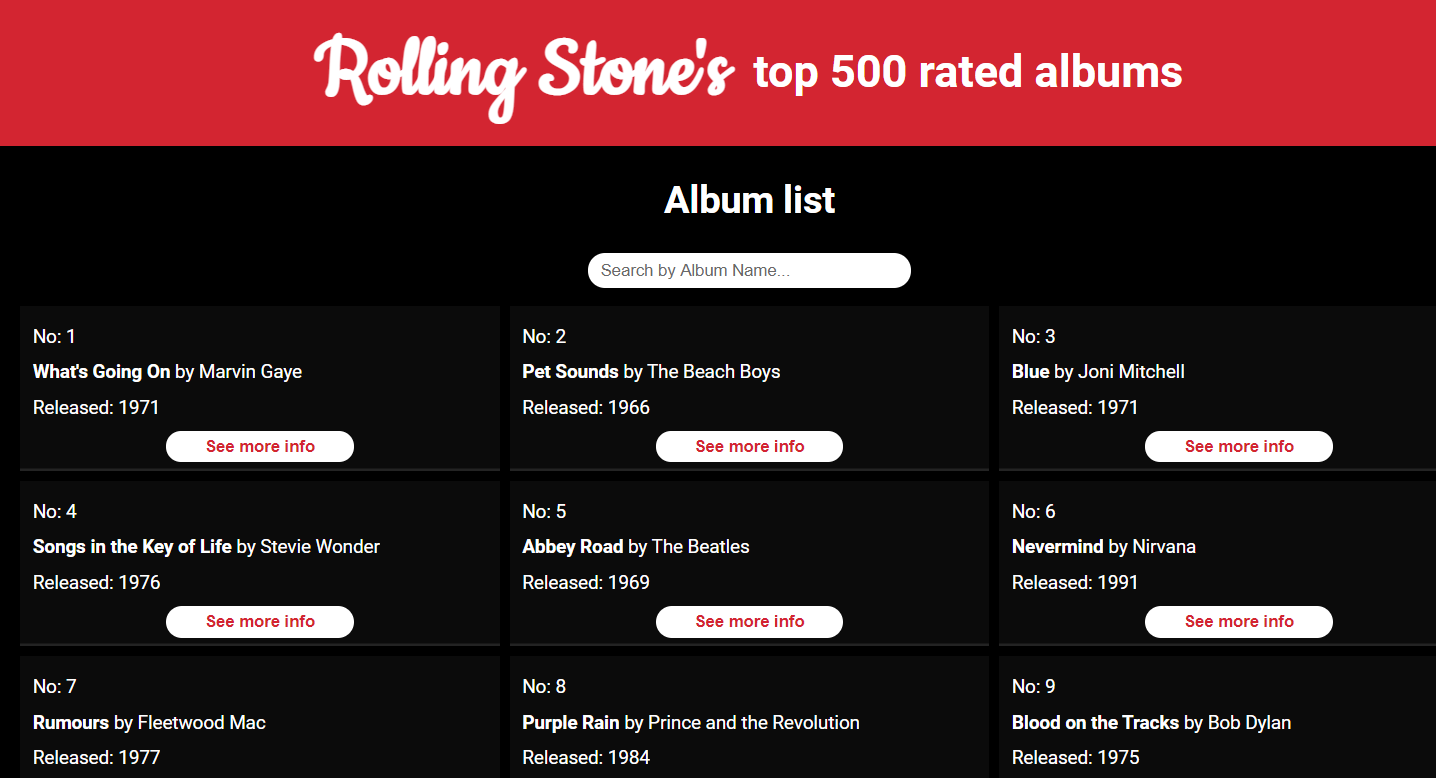 Rolling Stone's top 500 rated albums
Album list
Search by Album Name...
No: 1
What's Going On by Marvin Gaye
Released: 1971
See more info
No: 2
Pet Sounds by The Beach Boys
Released: 1966
See more info
No: 3
Blue by Joni Mitchell
Released: 1971
See more info
No: 4
Songs in the Key of Life by Stevie Wonder
Released: 1976
See more info
No: 5
Abbey Road by The Beatles
Released: 1969
See more info
No: 6
Nevermind by Nirvana
Released: 1991
See more info
No: 7
Rumours by Fleetwood Mac
Released: 1977
No: 8
Purple Rain by Prince and the Revolution
Released: 1984
No: 9
Blood on the Tracks by Bob Dylan
Released: 1975